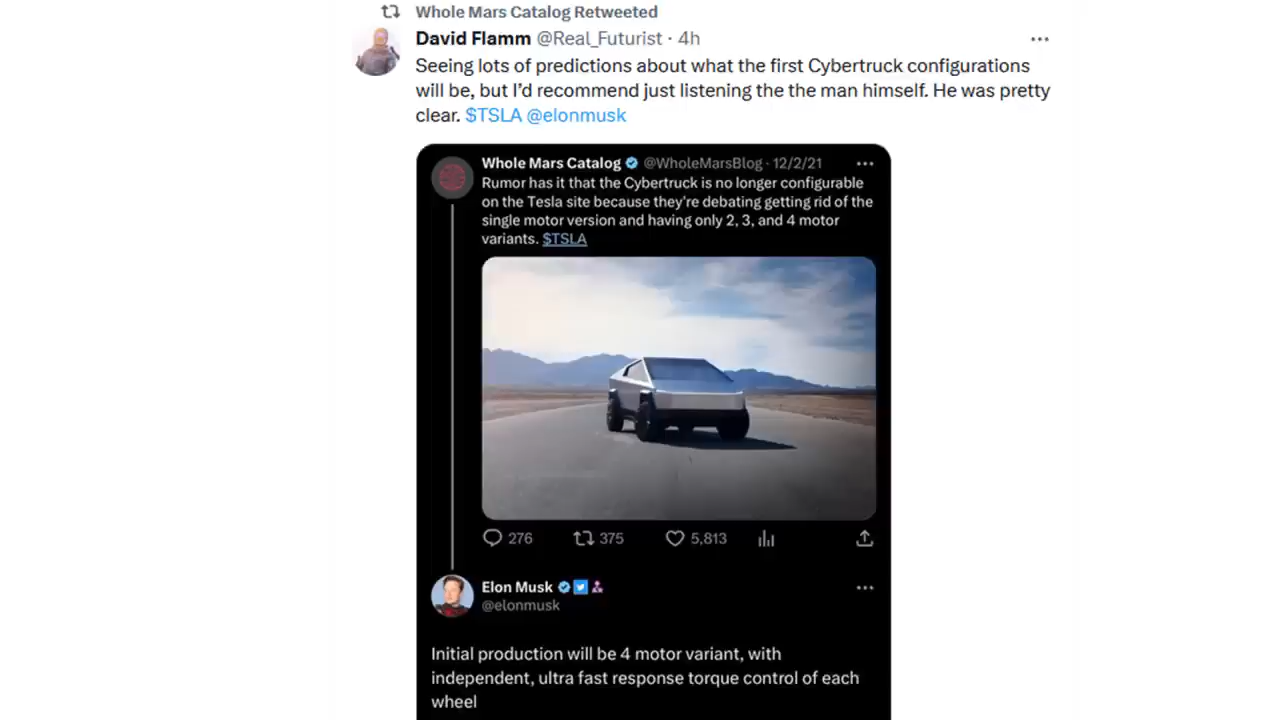 Whole Mars Catalog Retweeted
David Flamm @Real_Futurist · 4h
Seeing lots of predictions about what the first Cybertruck configurations
will be, but I'd recommend just listening the the man himself. He was pretty
clear. $TSLA @elonmusk
Whole Mars Catalog @WholeMarsBlog · 12/2/21
Rumor has it that the Cybertruck is no longer configurable
on the Tesla site because they're debating getting rid of the
single motor version and having only 2, 3, and 4 motor
variants. $TSLA
276 375 5,813
Elon Musk
@elonmusk
Initial production will be 4 motor variant, with
independent, ultra fast response torque control of each
wheel